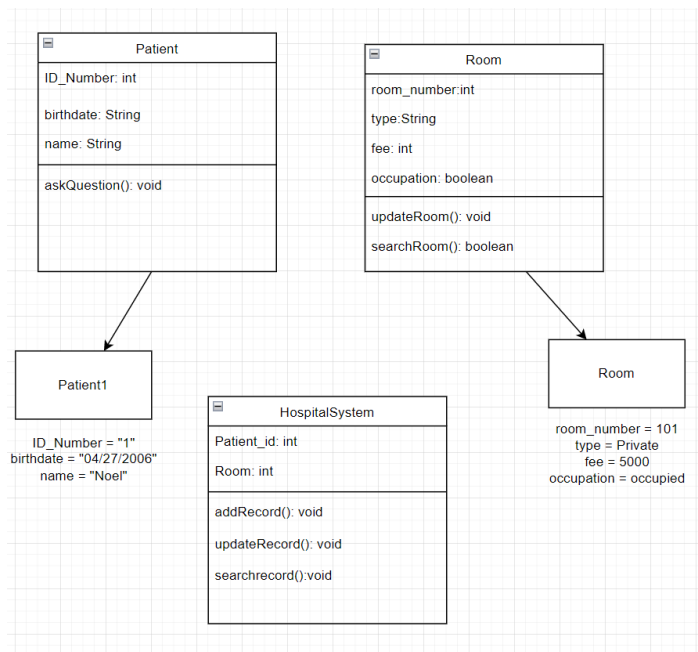 Patient
ID_Number: int
birthdate: String
name: String
askQuestion(): void
Room
room_number:int
type:String
fee: int
occupation: boolean
updateRoom(): void
searchRoom(): boolean
Patient1
ID_Number = "1"
birthdate = "04/27/2006"
name = "Noel"
HospitalSystem
Patient_id: int
Room: int
addRecord(): void
updateRecord(): void
searchrecord():void
Room
room_number = 101
type = Private
fee = 5000
occupation = occupied